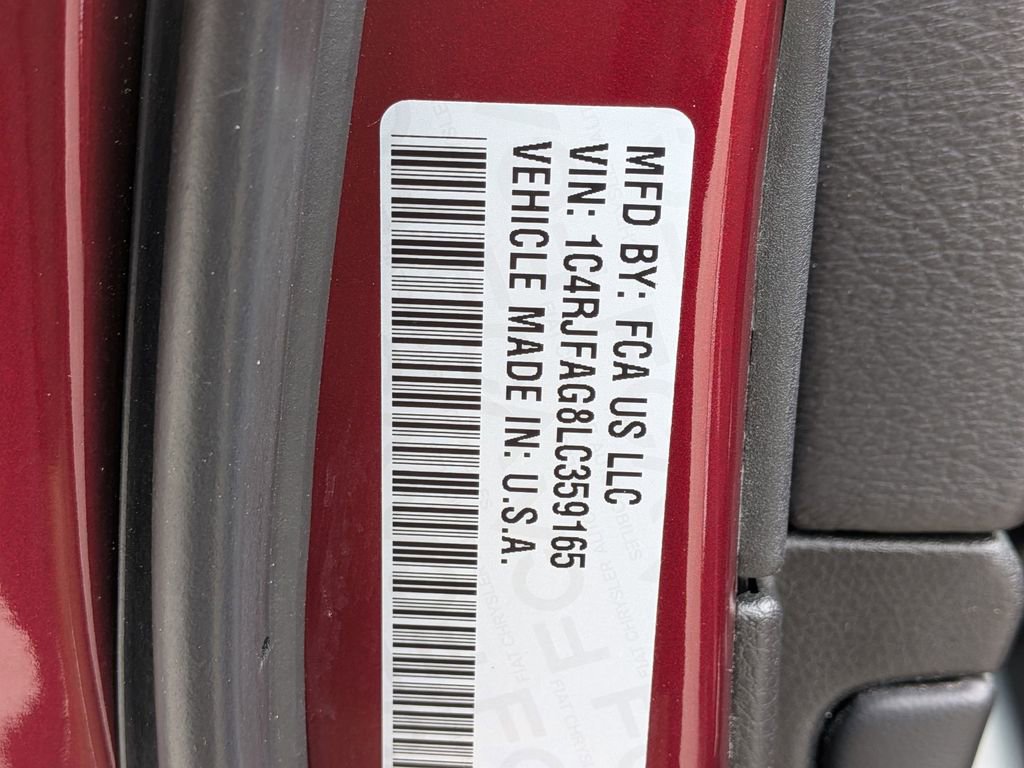 MFD BY: FCA US LLC
VIN: 1C4RJFAG8LC359165
VEHICLE MADE IN: U.S.A.